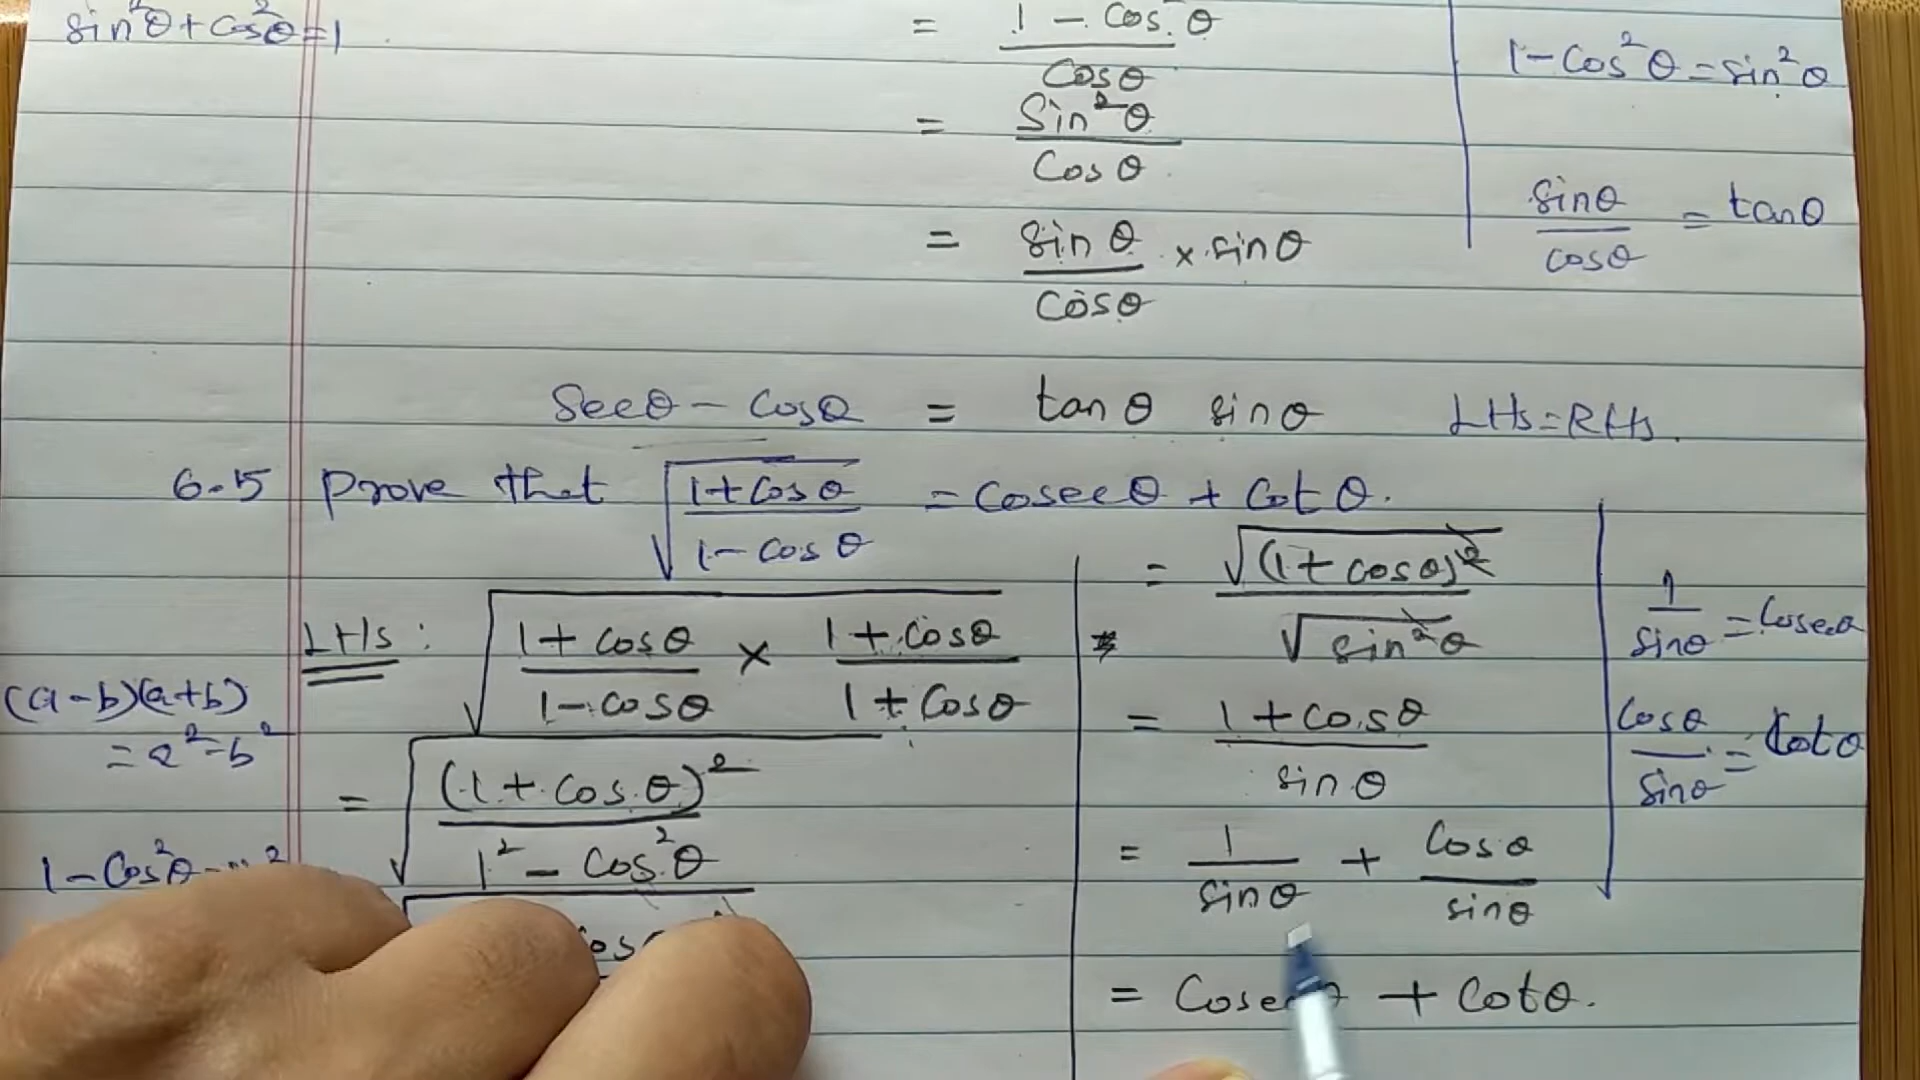 sin²θ + cos²θ = 1
= 1 - cos²θ / cosθ
= Sin²θ / Cosθ
= sinθ / cosθ × sinθ
1 - Cos²θ = sin²θ
sinθ / cosθ = tanθ
Secθ - Cosθ = tanθ sinθ LHS = RHS.
6.5 prove that √(1+cosθ / 1-cosθ) = Cosecθ + Cotθ.
LHS : √(1+cosθ / 1-cosθ × 1+cosθ / 1+cosθ)
(a-b)(a+b)
= a²-b²
= √((1+cosθ)² / 1² - cos²θ)
1 - Cos²θ
= √(1+cosθ)² / √sin²θ
= 1+cosθ / sinθ
= 1 / sinθ + cosθ / sinθ
= Cosecθ + Cotθ.
1 / sinθ = Cosecθ
Cosθ / sinθ = Cotθ